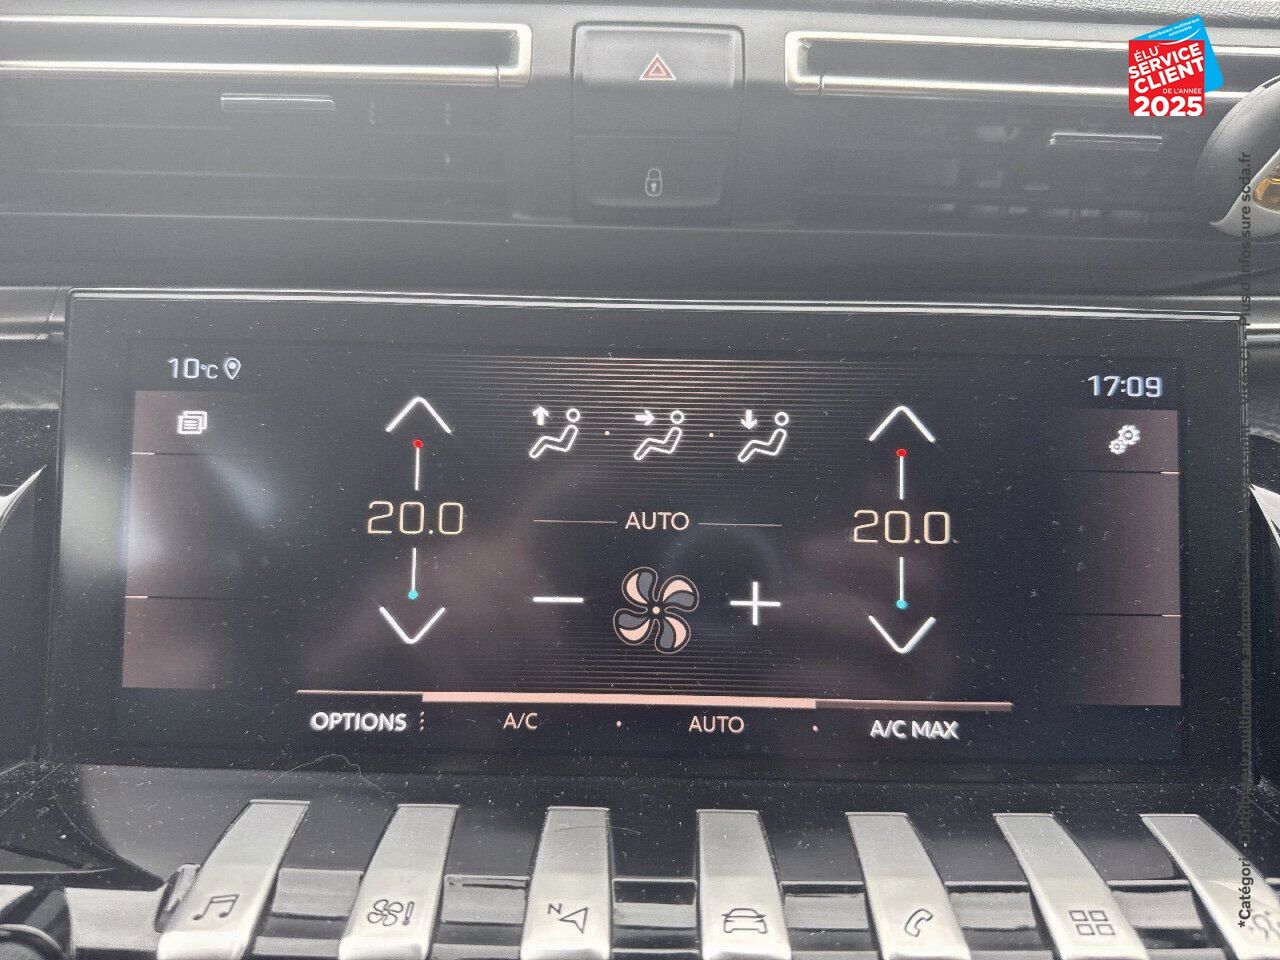 ÉLU
SERVICE
CLIENT
DE L'ANNÉE
2025
10°C
17:09
20.0
AUTO
20.0
OPTIONS
A/C
AUTO
A/C MAX
N